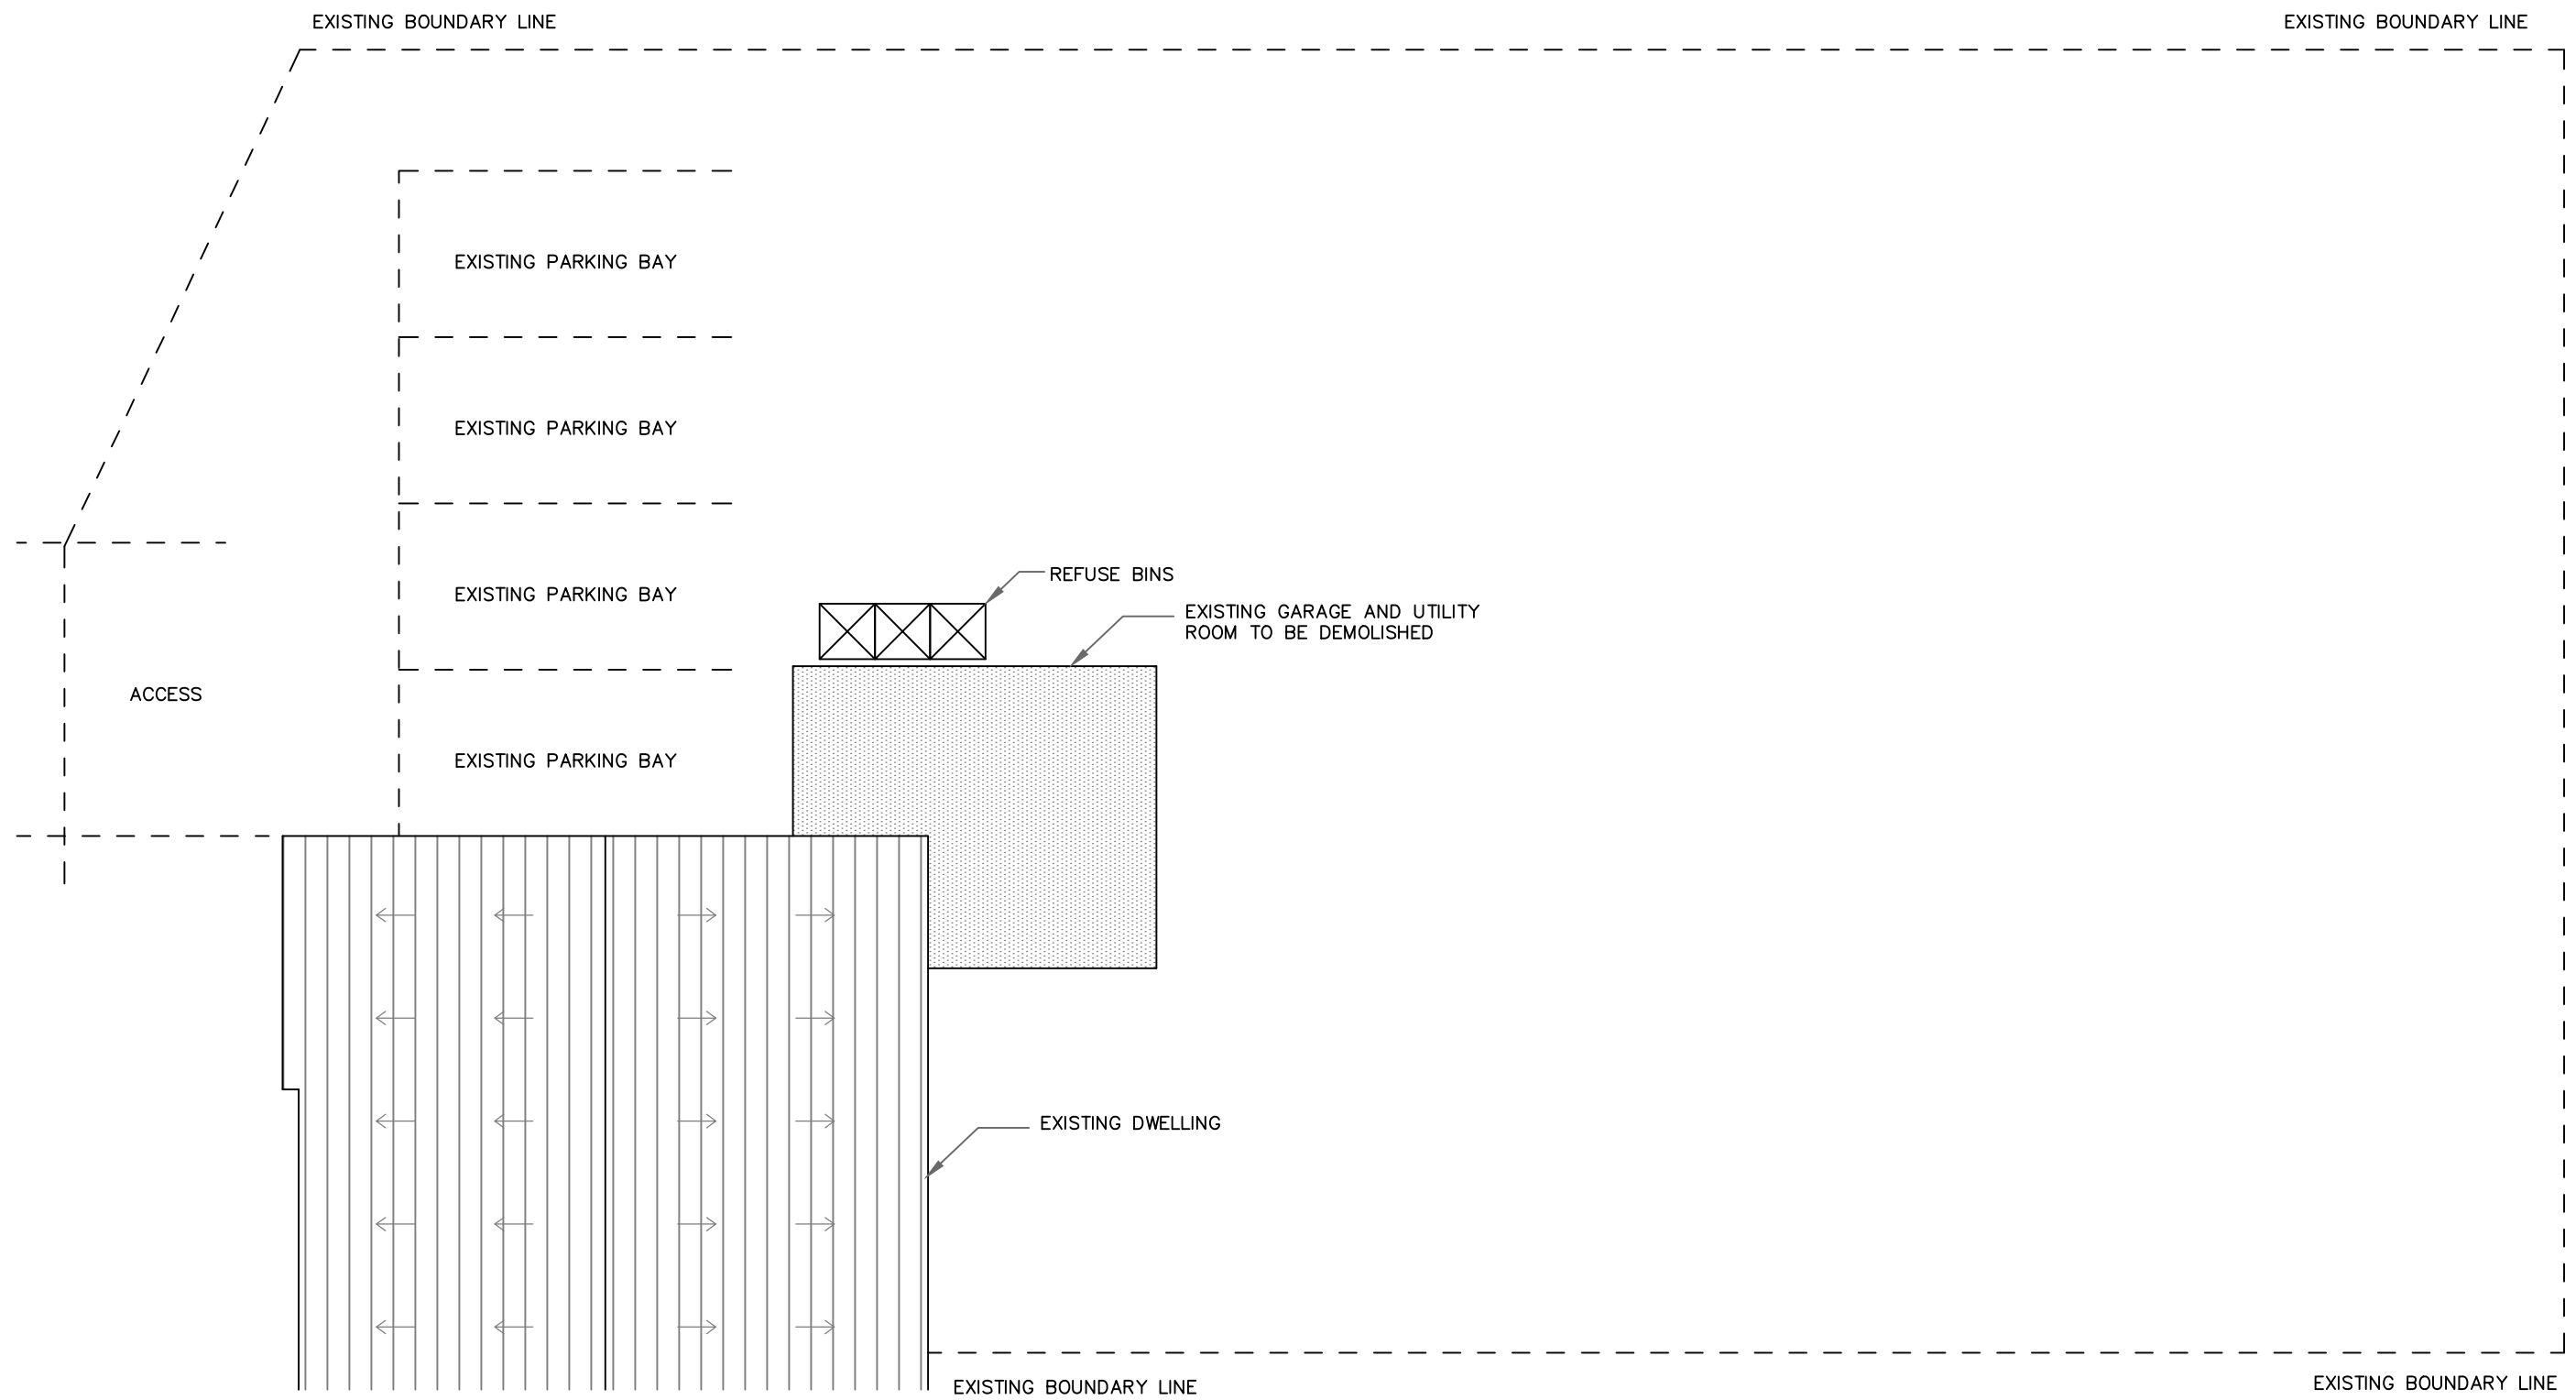 EXISTING BOUNDARY LINE
EXISTING BOUNDARY LINE
EXISTING PARKING BAY
EXISTING PARKING BAY
EXISTING PARKING BAY
REFUSE BINS
EXISTING GARAGE AND UTILITY
ROOM TO BE DEMOLISHED
ACCESS
EXISTING PARKING BAY
EXISTING DWELLING
EXISTING BOUNDARY LINE
EXISTING BOUNDARY LINE